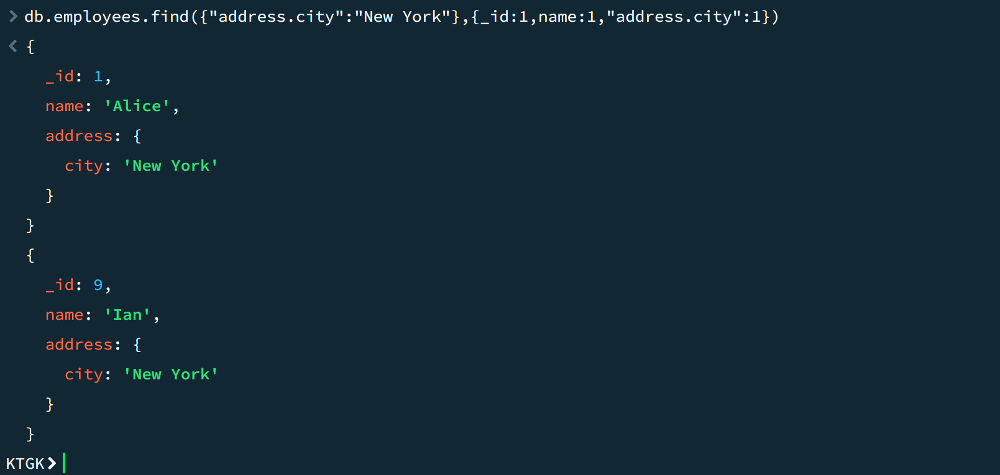 > db.employees.find({"address.city":"New York"},{_id:1,name:1,"address.city":1})
< {
_id: 1,
name: 'Alice',
address: {
city: 'New York'
}
}
{
_id: 9,
name: 'Ian',
address: {
city: 'New York'
}
}
KTGK>